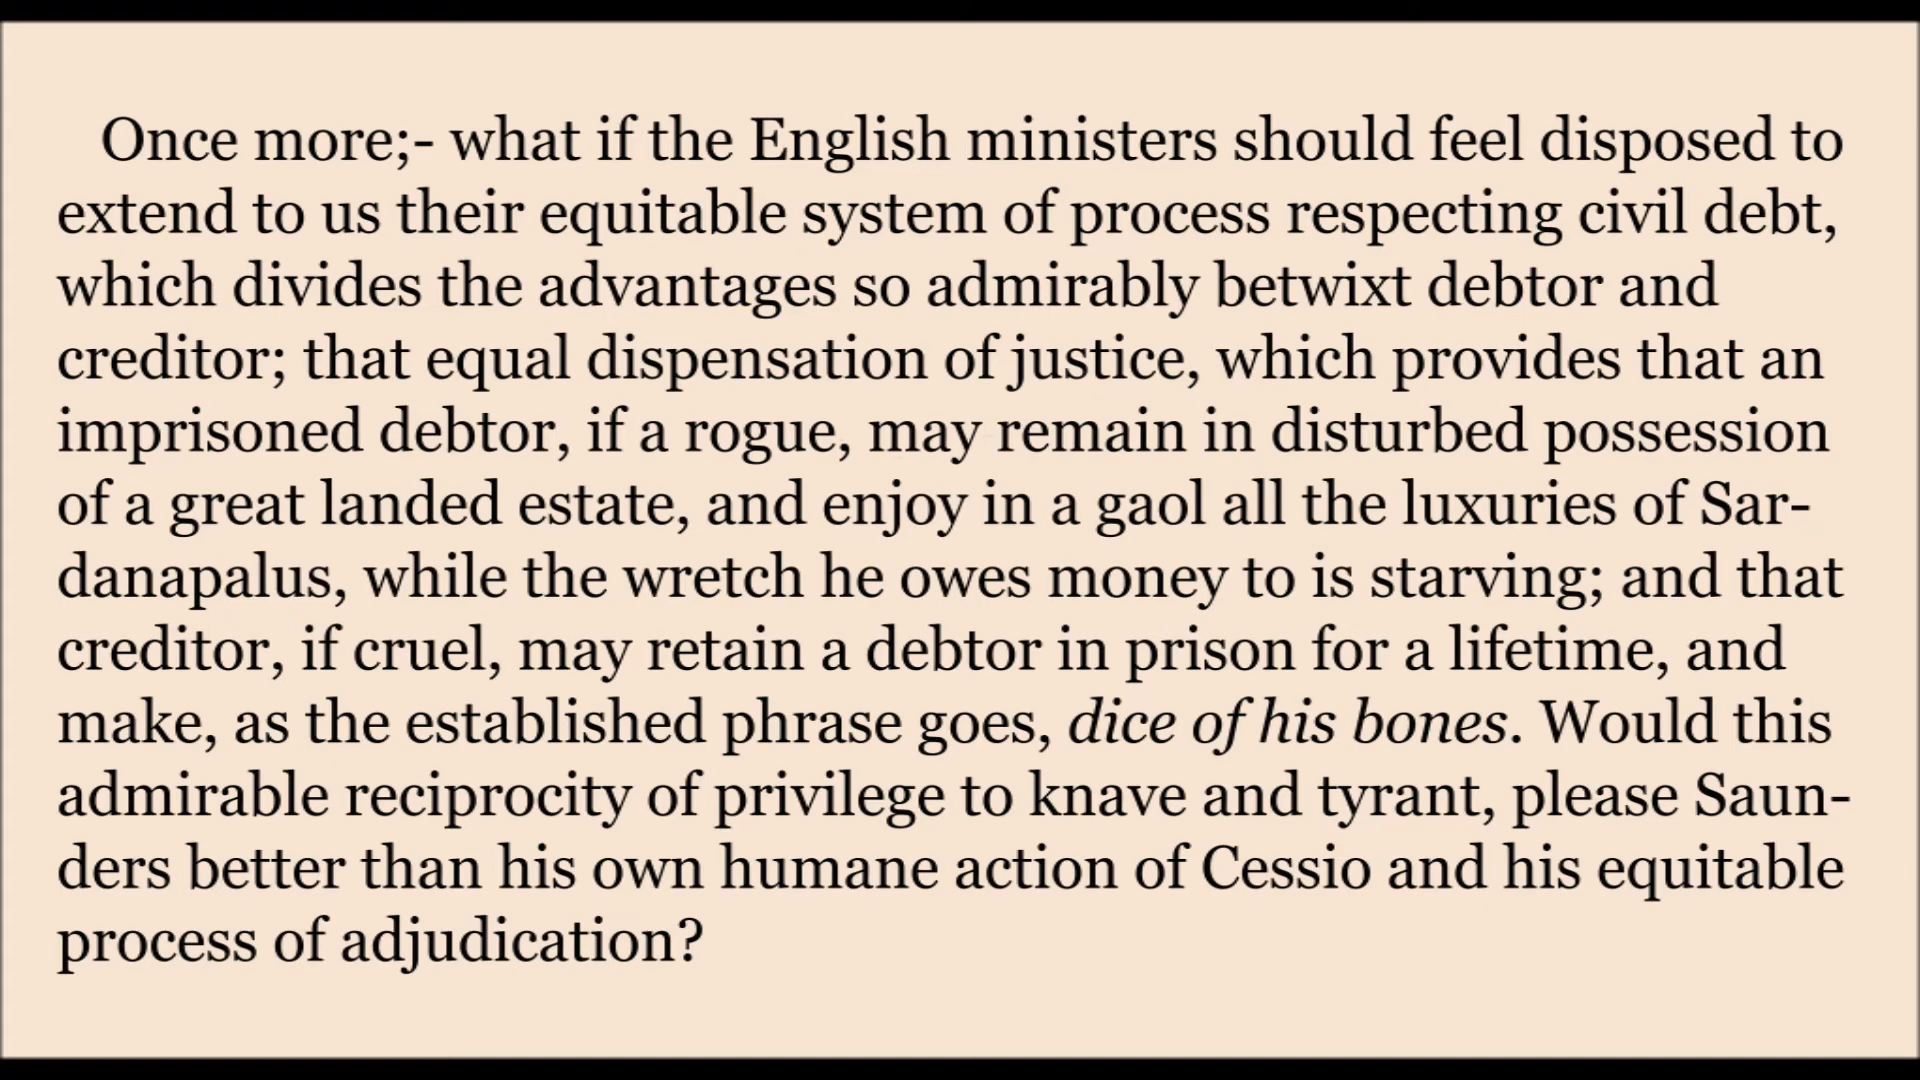 Once more;- what if the English ministers should feel disposed to
extend to us their equitable system of process respecting civil debt,
which divides the advantages so admirably betwixt debtor and
creditor; that equal dispensation of justice, which provides that an
imprisoned debtor, if a rogue, may remain in disturbed possession
of a great landed estate, and enjoy in a gaol all the luxuries of Sar-
danapalus, while the wretch he owes money to is starving; and that
creditor, if cruel, may retain a debtor in prison for a lifetime, and
make, as the established phrase goes, dice of his bones. Would this
admirable reciprocity of privilege to knave and tyrant, please Saun-
ders better than his own humane action of Cessio and his equitable
process of adjudication?